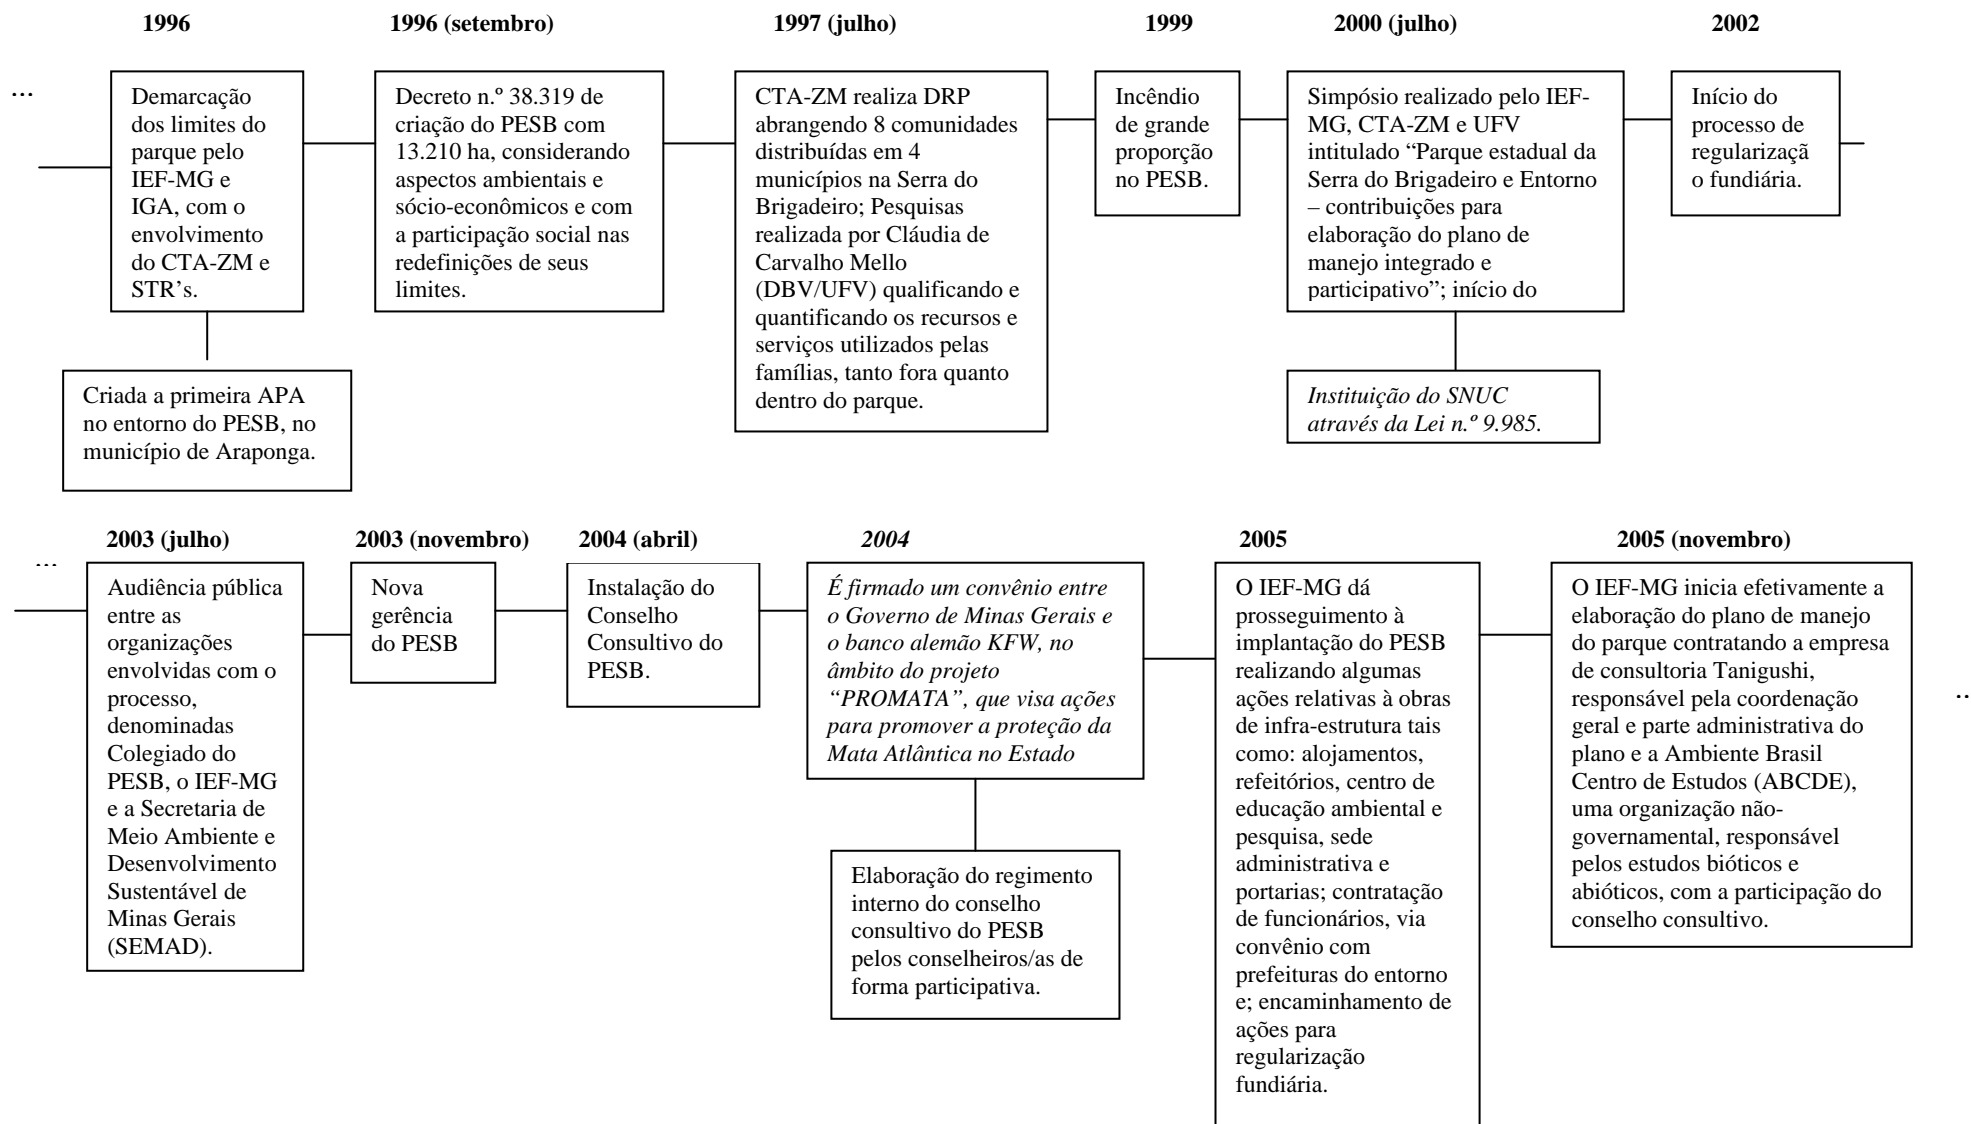 1996
1996 (setembro)
1997 (julho)
1999
2000 (julho)
2002
...
Demarcação
dos limites do
parque pelo
IEF-MG e
IGA, com o
envolvimento
do CTA-ZM e
STR’s.
Criada a primeira APA
no entorno do PESB, no
município de Araponga.
Decreto n.º 38.319 de
criação do PESB com
13.210 ha, considerando
aspectos ambientais e
sócio-econômicos e com
a participação social nas
redefinições de seus
limites.
CTA-ZM realiza DRP
abrangendo 8 comunidades
distribuídas em 4
municípios na Serra do
Brigadeiro; Pesquisas
realizada por Cláudia de
Carvalho Mello
(DBV/UFV) qualificando e
quantificando os recursos e
serviços utilizados pelas
famílias, tanto fora quanto
dentro do parque.
Incêndio
de grande
proporção
no PESB.
Simpósio realizado pelo IEF-
MG, CTA-ZM e UFV
intitulado “Parque estadual da
Serra do Brigadeiro e Entorno
– contribuições para
elaboração do plano de
manejo integrado e
participativo”; início do
Instituição do SNUC
através da Lei n.º 9.985.
Início do
processo de
regularizaçã
o fundiária.
2003 (julho)
2003 (novembro)
2004 (abril)
2004
2005
2005 (novembro)
...
Audiência pública
entre as
organizações
envolvidas com o
processo,
denominadas
Colegiado do
PESB, o IEF-MG
e a Secretaria de
Meio Ambiente e
Desenvolvimento
Sustentável de
Minas Gerais
(SEMAD).
Nova
gerência
do PESB
Instalação do
Conselho
Consultivo do
PESB.
É firmado um convênio entre
o Governo de Minas Gerais e
o banco alemão KFW, no
âmbito do projeto
“PROMATA”, que visa ações
para promover a proteção da
Mata Atlântica no Estado
Elaboração do regimento
interno do conselho
consultivo do PESB
pelos conselheiros/as de
forma participativa.
O IEF-MG dá
prosseguimento à
implantação do PESB
realizando algumas
ações relativas à obras
de infra-estrutura tais
como: alojamentos,
refeitórios, centro de
educação ambiental e
pesquisa, sede
administrativa e
portarias; contratação
de funcionários, via
convênio com
prefeituras do entorno
e; encaminhamento de
ações para
regularização
fundiária.
O IEF-MG inicia efetivamente a
elaboração do plano de manejo
do parque contratando a empresa
de consultoria Tanigushi,
responsável pela coordenação
geral e parte administrativa do
plano e a Ambiente Brasil
Centro de Estudos (ABCDE),
uma organização não-
governamental, responsável
pelos estudos bióticos e
abióticos, com a participação do
conselho consultivo.
..